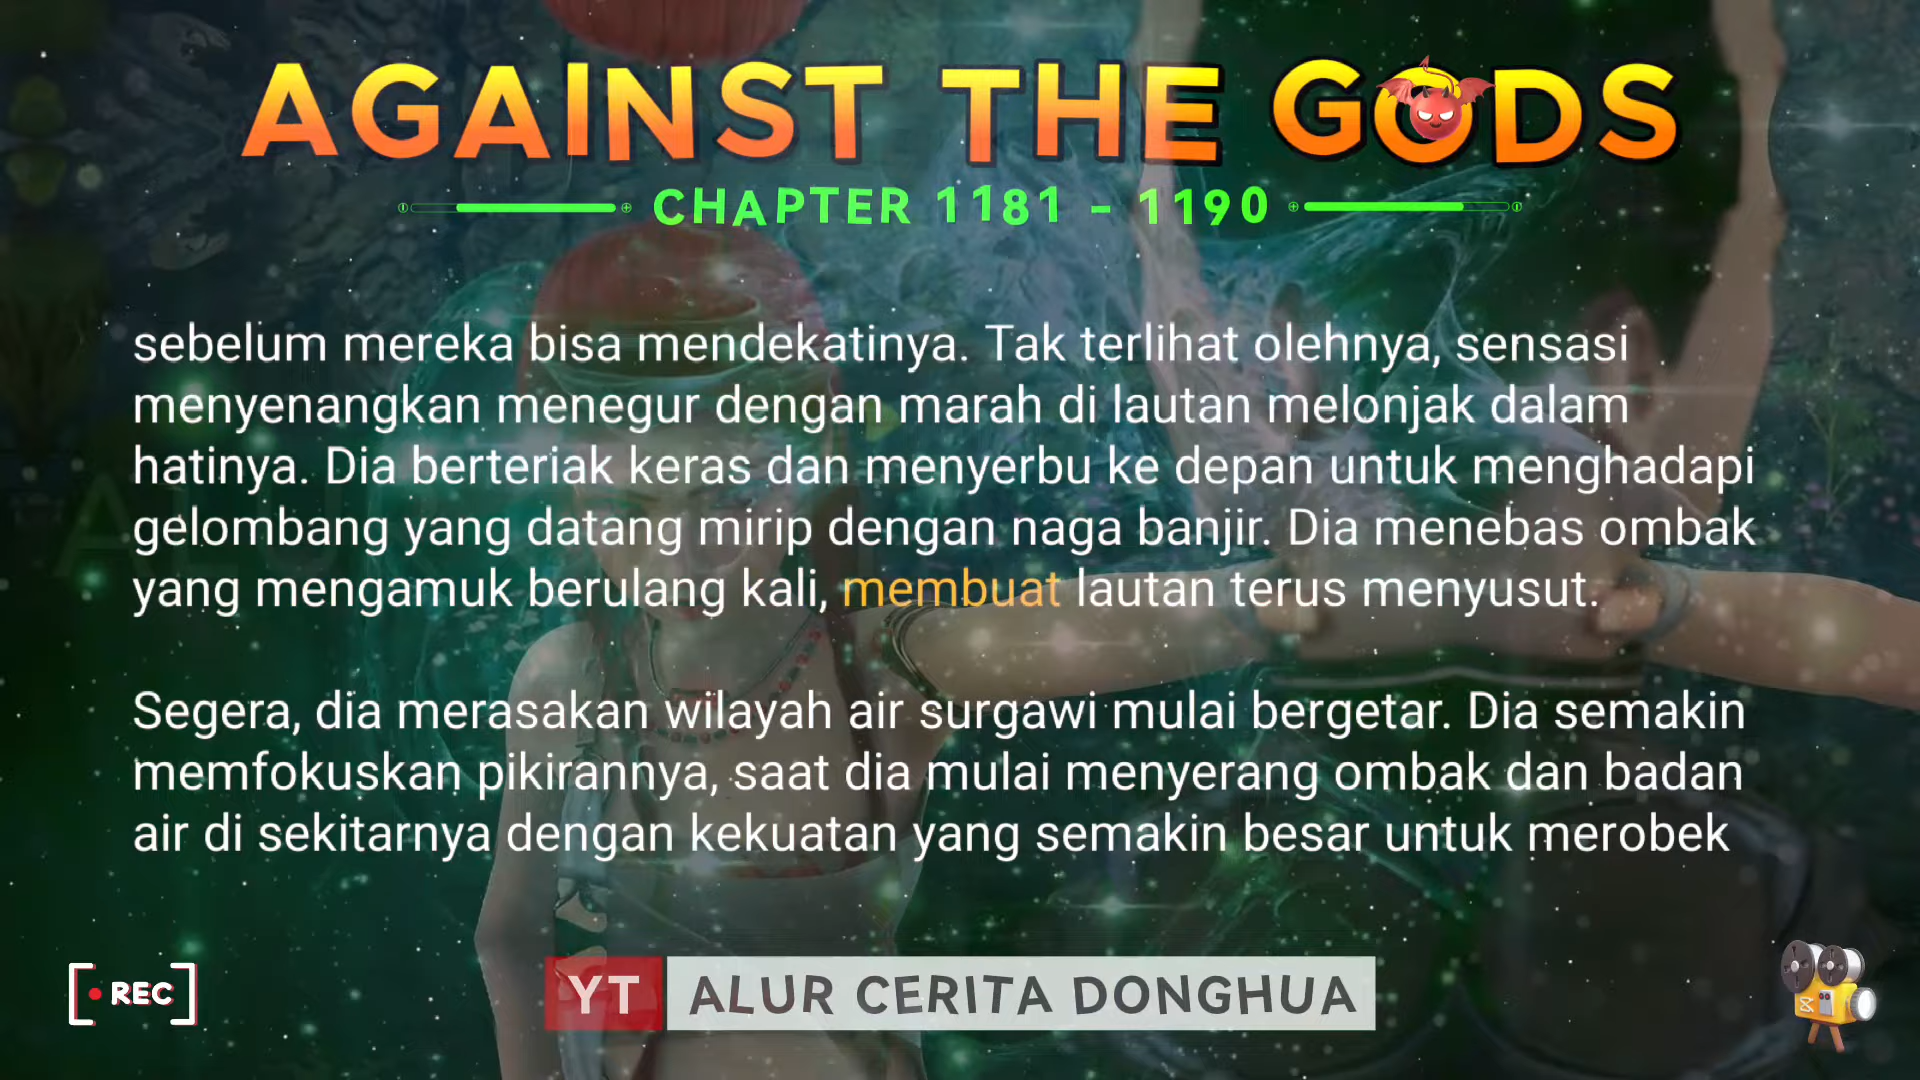 AGAINST THE GODS
CHAPTER 1181 - 1190
sebelum mereka bisa mendekatinya. Tak terlihat olehnya, sensasi
menyenangkan menegur dengan marah di lautan melonjak dalam
hatinya. Dia berteriak keras dan menyerbu ke depan untuk menghadapi
gelombang yang datang mirip dengan naga banjir. Dia menebas ombak
yang mengamuk berulang kali, membuat lautan terus menyusut.
Segera, dia merasakan wilayah air surgawi mulai bergetar. Dia semakin
memfokuskan pikirannya, saat dia mulai menyerang ombak dan badan
air di sekitarnya dengan kekuatan yang semakin besar untuk merobek
REC
YT ALUR CERITA DONGHUA